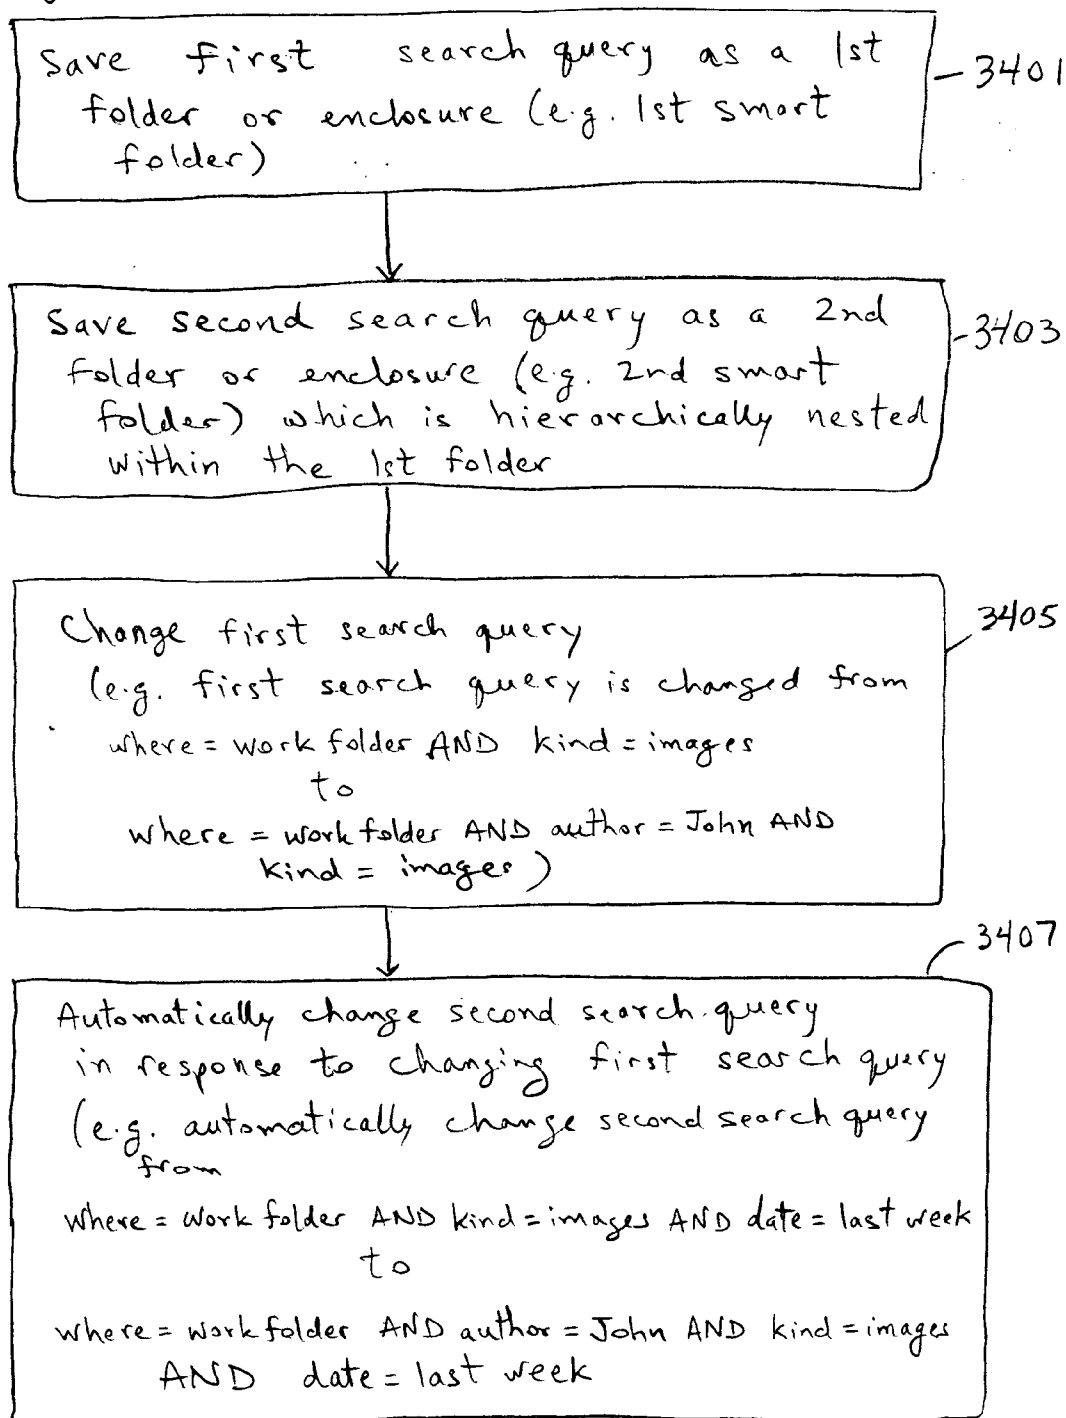 Save first search query as a 1st
folder or enclosure (e.g. 1st smart
folder)
3401
Save second search query as a 2nd
folder or enclosure (e.g. 2nd smart
folder) which is hierarchically nested
within the 1st folder
3403
Change first search query
(e.g. first search query is changed from
where = work folder AND kind = images
to
where = work folder AND author = John AND
kind = images)
3405
3407
Automatically change second search query
in response to changing first search query
(e.g. automatically change second search query
from
where = work folder AND kind = images AND date = last week
to
where = work folder AND author = John AND kind = images
AND date = last week